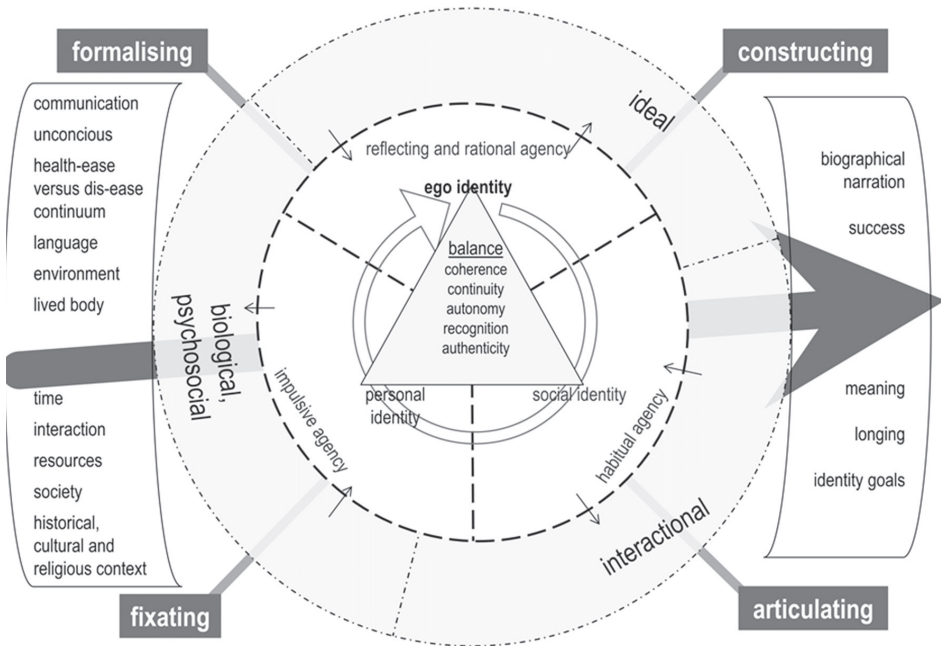 formalising
constructing
communication
unconcious
health-ease
versus dis-ease
continuum
language
environment
lived body
time
interaction
resources
society
historical,
cultural and
religious context
fixating
biological,
psychosocial
ideal
interactional
reflecting and rational agency
impulsive agency
habitual agency
ego identity
balance
coherence
continuity
autonomy
recognition
authenticity
personal
identity
social identity
biographical
narration
success
meaning
longing
identity goals
articulating